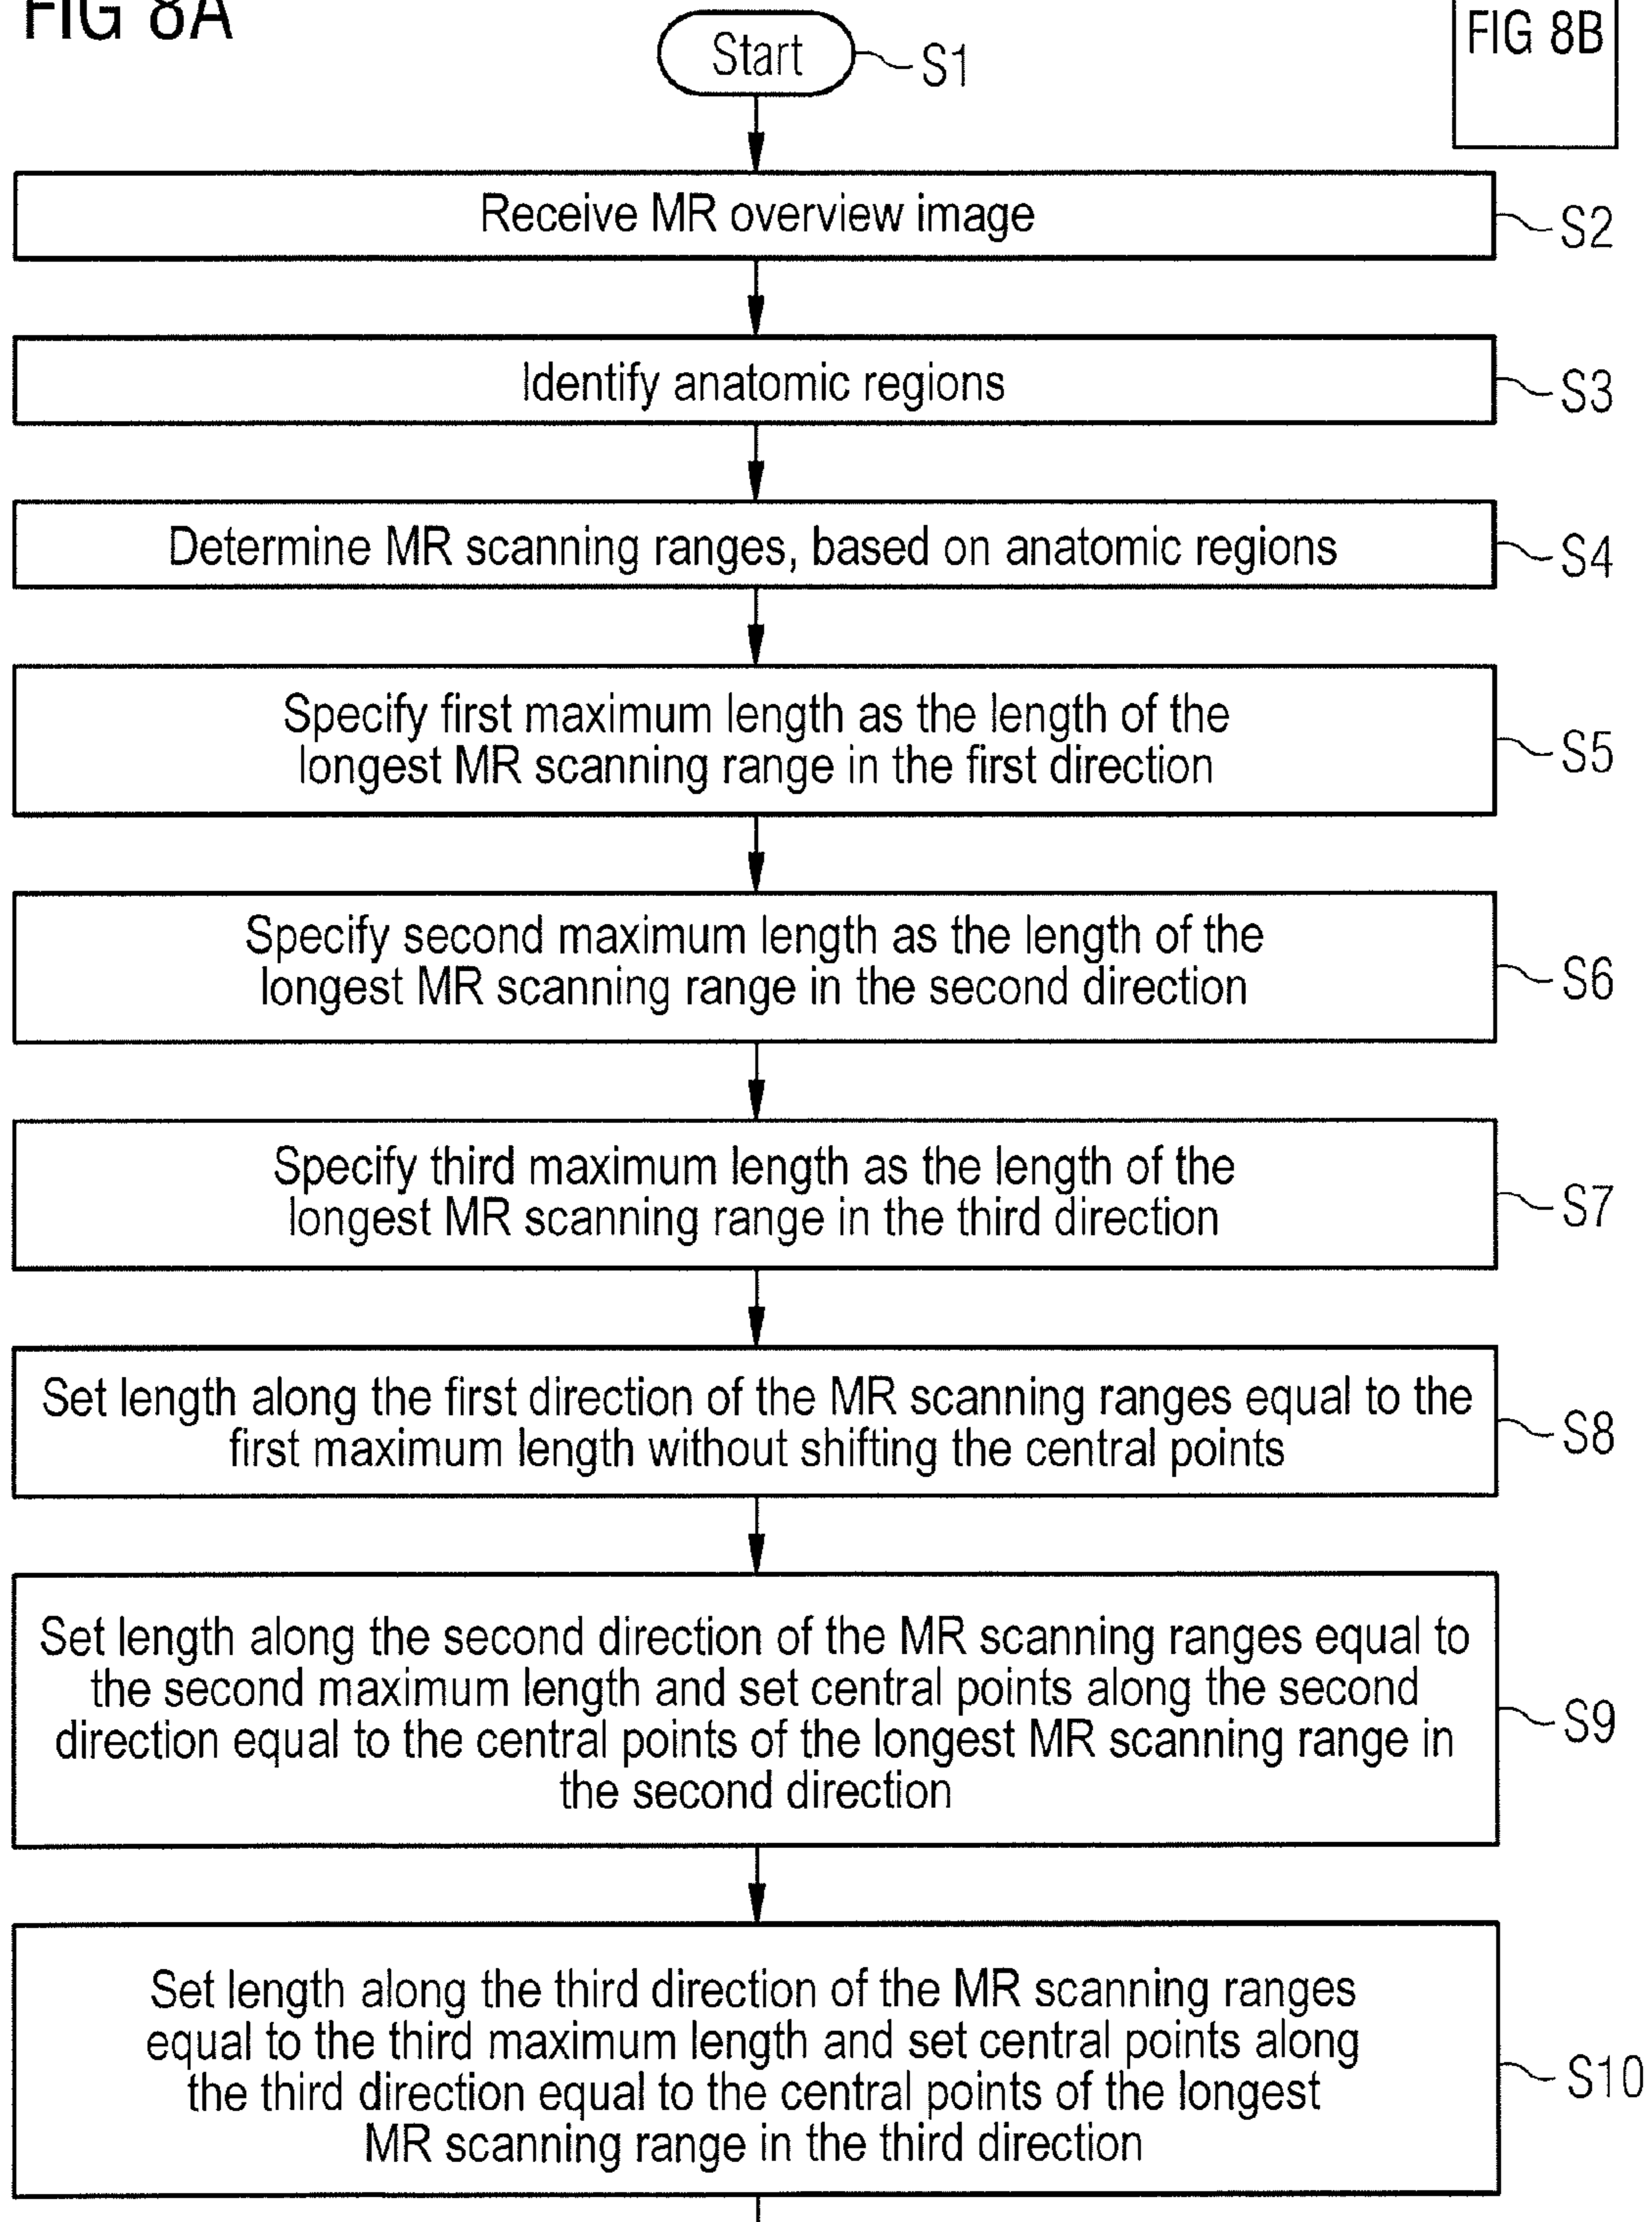 FIG 8A
FIG 8B
Start
S1
Receive MR overview image
S2
Identify anatomic regions
S3
Determine MR scanning ranges, based on anatomic regions
S4
Specify first maximum length as the length of the
longest MR scanning range in the first direction
S5
Specify second maximum length as the length of the
longest MR scanning range in the second direction
S6
Specify third maximum length as the length of the
longest MR scanning range in the third direction
S7
Set length along the first direction of the MR scanning ranges equal to the
first maximum length without shifting the central points
S8
Set length along the second direction of the MR scanning ranges equal to
the second maximum length and set central points along the second
direction equal to the central points of the longest MR scanning range in
the second direction
S9
Set length along the third direction of the MR scanning ranges
equal to the third maximum length and set central points along
the third direction equal to the central points of the longest
MR scanning range in the third direction
S10